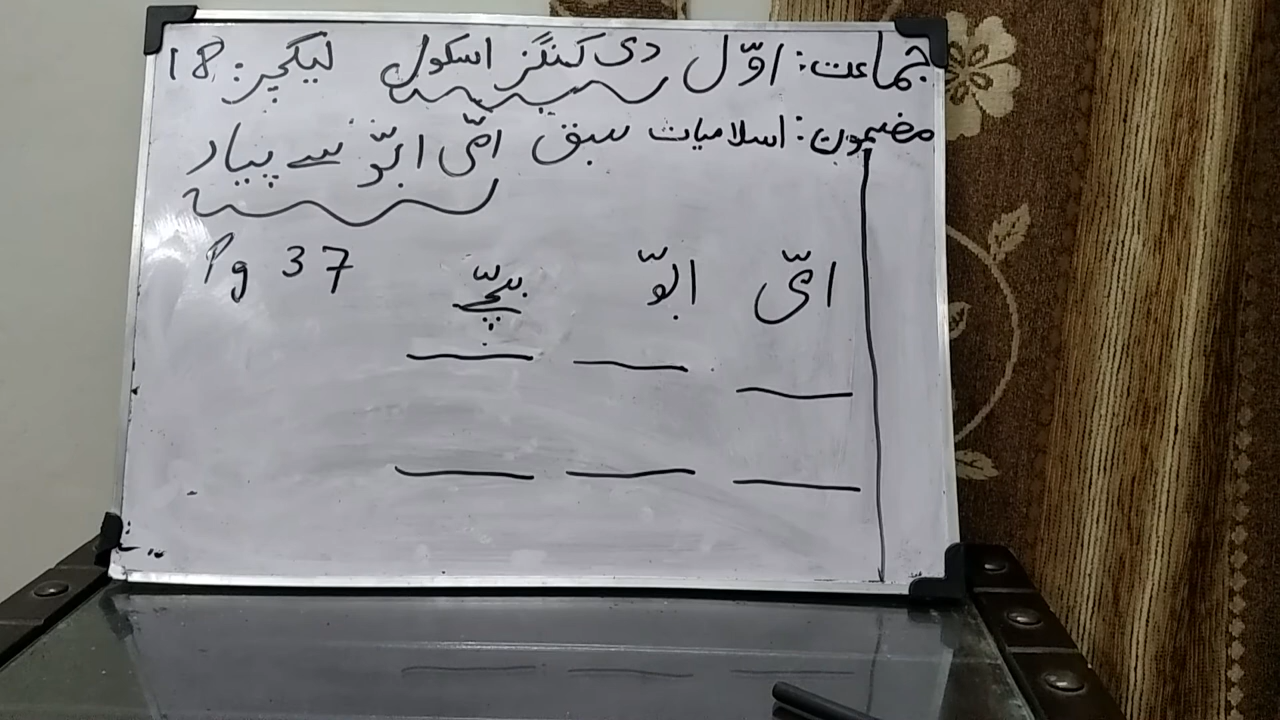 جماعت: اوّل دی کنگز اسکول لیکچر: 18
مضمون: اسلامیات سبق امّی ابّو سے پیار
امّی ابّو بچّے Pg 37